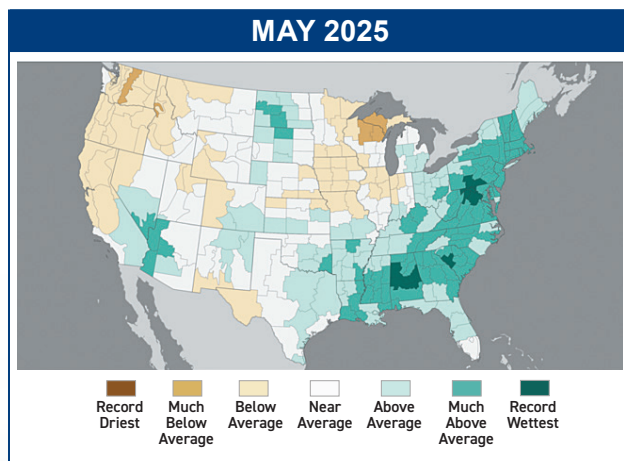 MAY 2025
Record
Driest
Much
Below
Average
Below
Average
Near
Average
Above
Average
Much
Above
Average
Record
Wettest